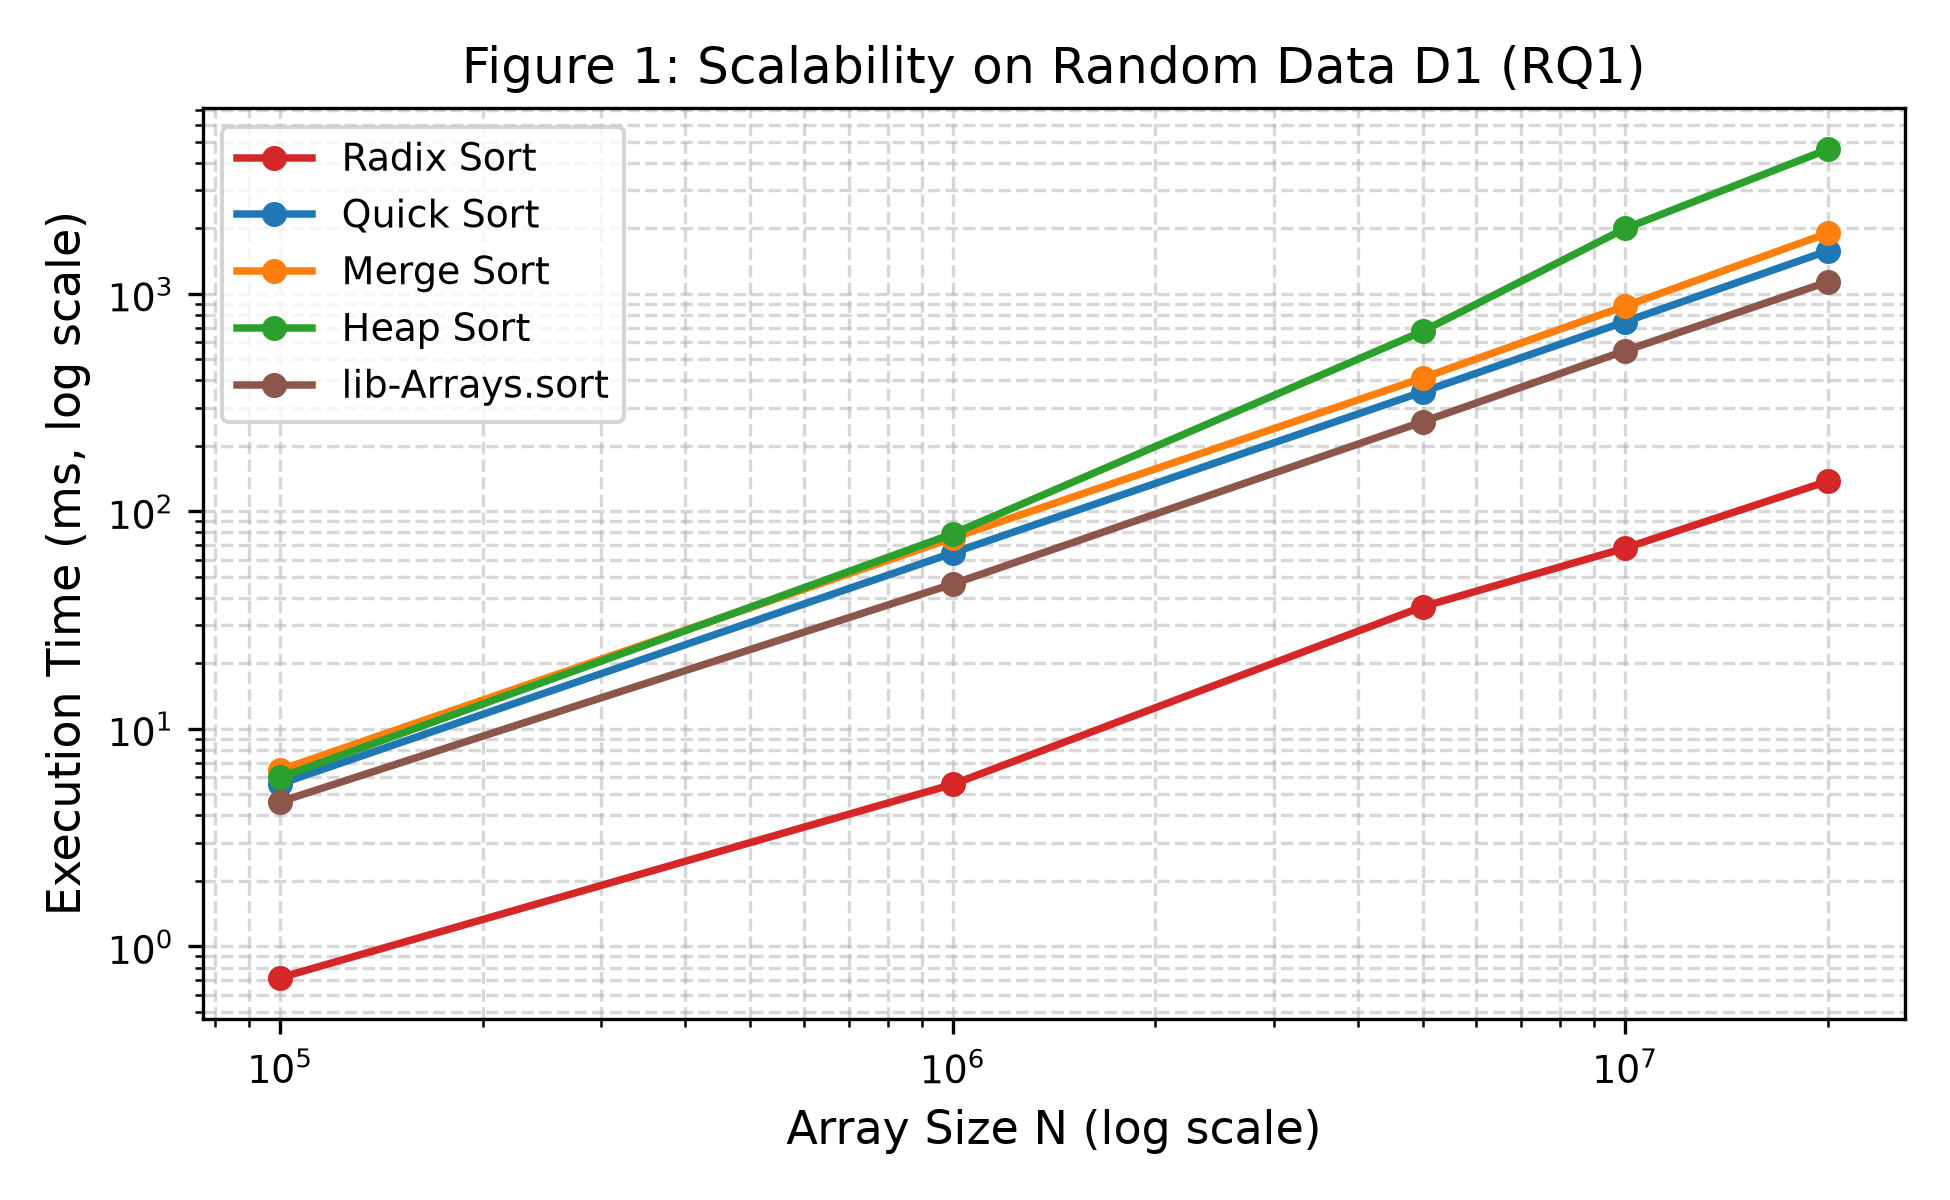 Figure 1: Scalability on Random Data D1 (RQ1)
Radix Sort
Quick Sort
Merge Sort
Heap Sort
lib-Arrays.sort
Execution Time (ms, log scale)
10³
10²
10¹
10⁰
10⁵
10⁶
10⁷
Array Size N (log scale)